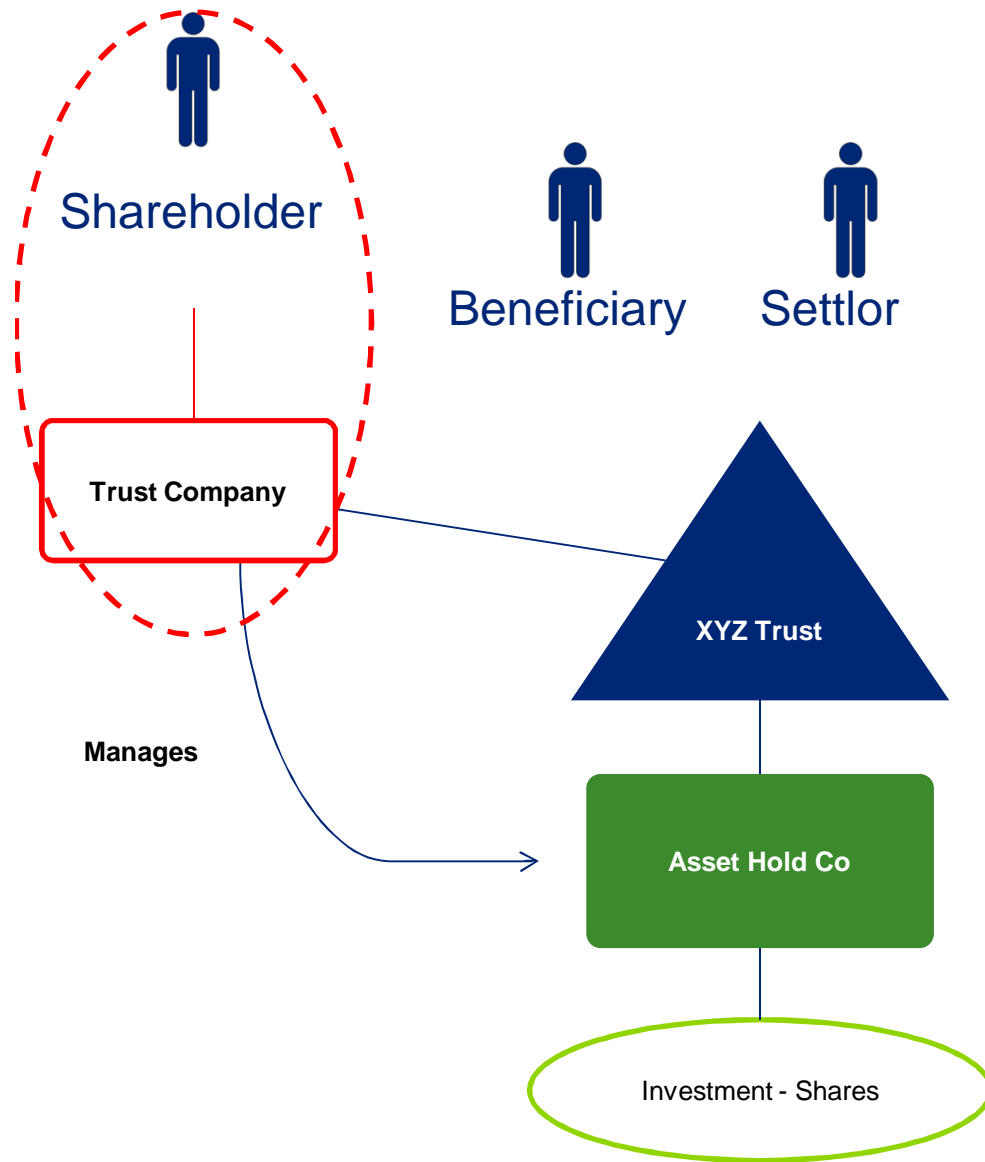 Shareholder
Beneficiary
Settlor
Trust Company
XYZ Trust
Manages
Asset Hold Co
Investment - Shares